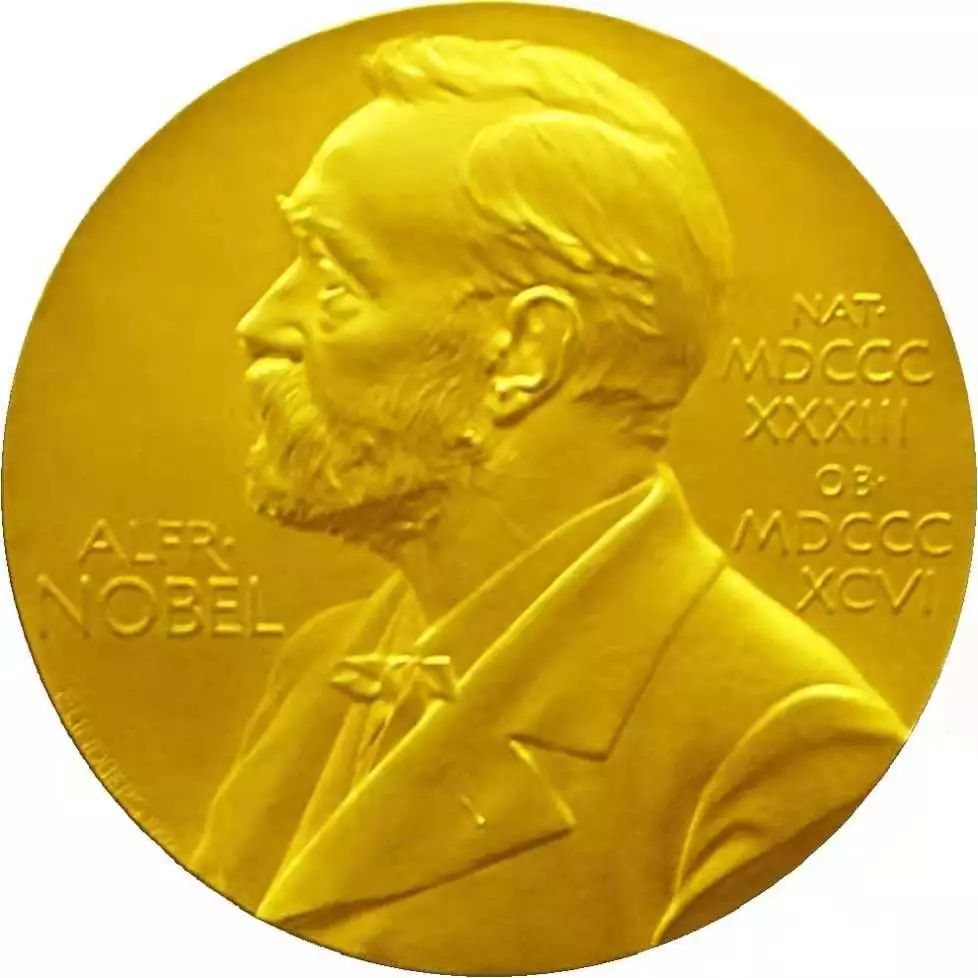 ALFR·
NOBEL
NAT·
MDCCC
XXXIII
OB·
MDCCC
XCVI